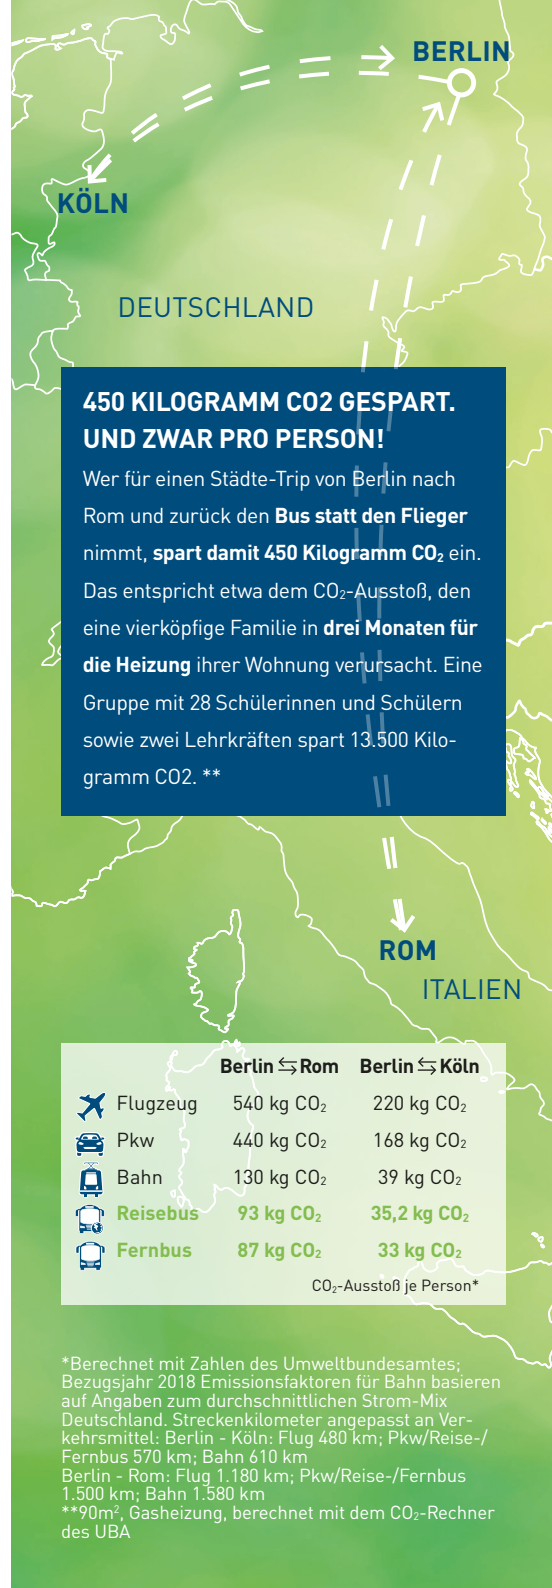 BERLIN
KÖLN
DEUTSCHLAND
450 KILOGRAMM CO2 GESPART.
UND ZWAR PRO PERSON!
Wer für einen Städte-Trip von Berlin nach
Rom und zurück den Bus statt den Flieger
nimmt, spart damit 450 Kilogramm CO₂ ein.
Das entspricht etwa dem CO₂-Ausstoß, den
eine vierköpfige Familie in drei Monaten für
die Heizung ihrer Wohnung verursacht. Eine
Gruppe mit 28 Schülerinnen und Schülern
sowie zwei Lehrkräften spart 13.500 Kilo-
gramm CO2. **
ROM
ITALIEN
Berlin ⇆ Rom Berlin ⇆ Köln
Flugzeug 540 kg CO₂ 220 kg CO₂
Pkw 440 kg CO₂ 168 kg CO₂
Bahn 130 kg CO₂ 39 kg CO₂
Reisebus 93 kg CO₂ 35,2 kg CO₂
Fernbus 87 kg CO₂ 33 kg CO₂
CO₂-Ausstoß je Person*
*Berechnet mit Zahlen des Umweltbundesamtes;
Bezugsjahr 2018 Emissionsfaktoren für Bahn basieren
auf Angaben zum durchschnittlichen Strom-Mix
Deutschland. Streckenkilometer angepasst an Ver-
kehrsmittel: Berlin - Köln: Flug 480 km; Pkw/Reise-/
Fernbus 570 km; Bahn 610 km
Berlin - Rom: Flug 1.180 km; Pkw/Reise-/Fernbus
1.500 km; Bahn 1.580 km
**90m², Gasheizung, berechnet mit dem CO₂-Rechner
des UBA